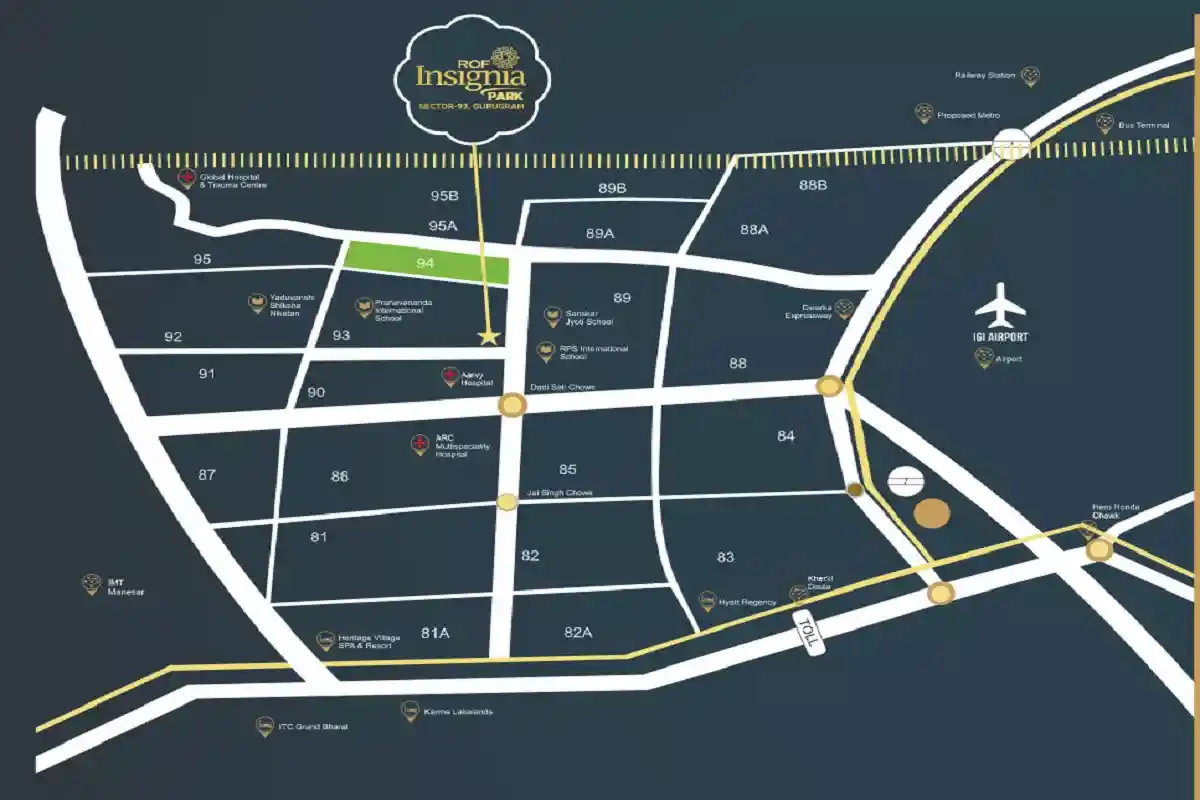 ROF
Insignia
PARK
SECTOR-93, GURUGRAM
Railway Station
Proposed Metro
Bus Terminal
Global Hospital
& Trauma Centre
95B
89B
88B
95A
89A
88A
95
94
89
Yaduvanshi
Shiksha
Niketan
Pranavananda
International
School
Sanskar
Jyoti School
Dwarka
Expressway
IGI AIRPORT
Airport
92
93
RPS International
School
88
91
Aarvy
Hospital
90
Dadi Sati Chowk
ARC
Multispeciality
Hospital
84
87
86
85
Jai Singh Chowk
Hero Honda
Chowk
81
82
83
IMT
Manesar
Kherki
Daula
Hyatt Regency
TOLL
Heritage Village
SPA & Resort
81A
82A
Karma Lakelands
ITC Grand Bharat